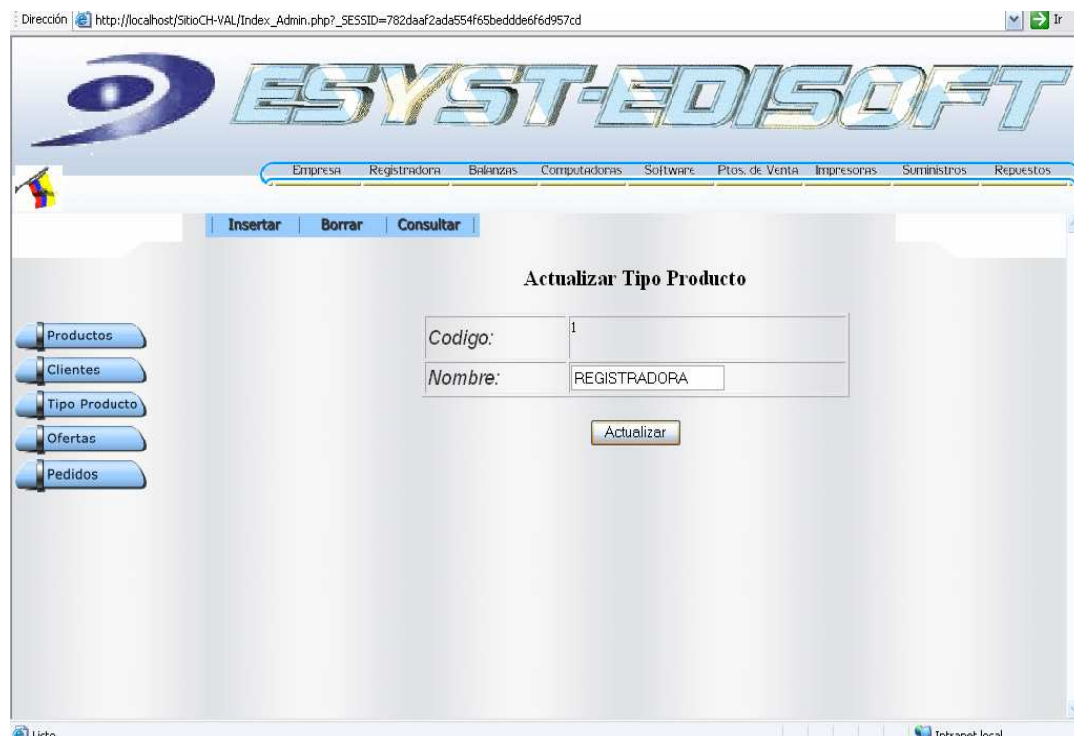 Dirección http://localhost/SitioCH-VAL/Index_Admin.php?_SESSID=782daaf2ada554f65beddde6f6d957cd Ir
ESYST-EDISOFT
Empresa Registradora Balanzas Computadoras Software Ptos. de Venta Impresoras Suministros Repuestos
Insertar | Borrar | Consultar
Actualizar Tipo Producto
Codigo: 1
Nombre: REGISTRADORA
Actualizar
Productos
Clientes
Tipo Producto
Ofertas
Pedidos
Listo Intranet local